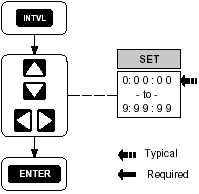 INTVL
SET
0:00:00
- to -
9:99:99
Typical
Required
ENTER